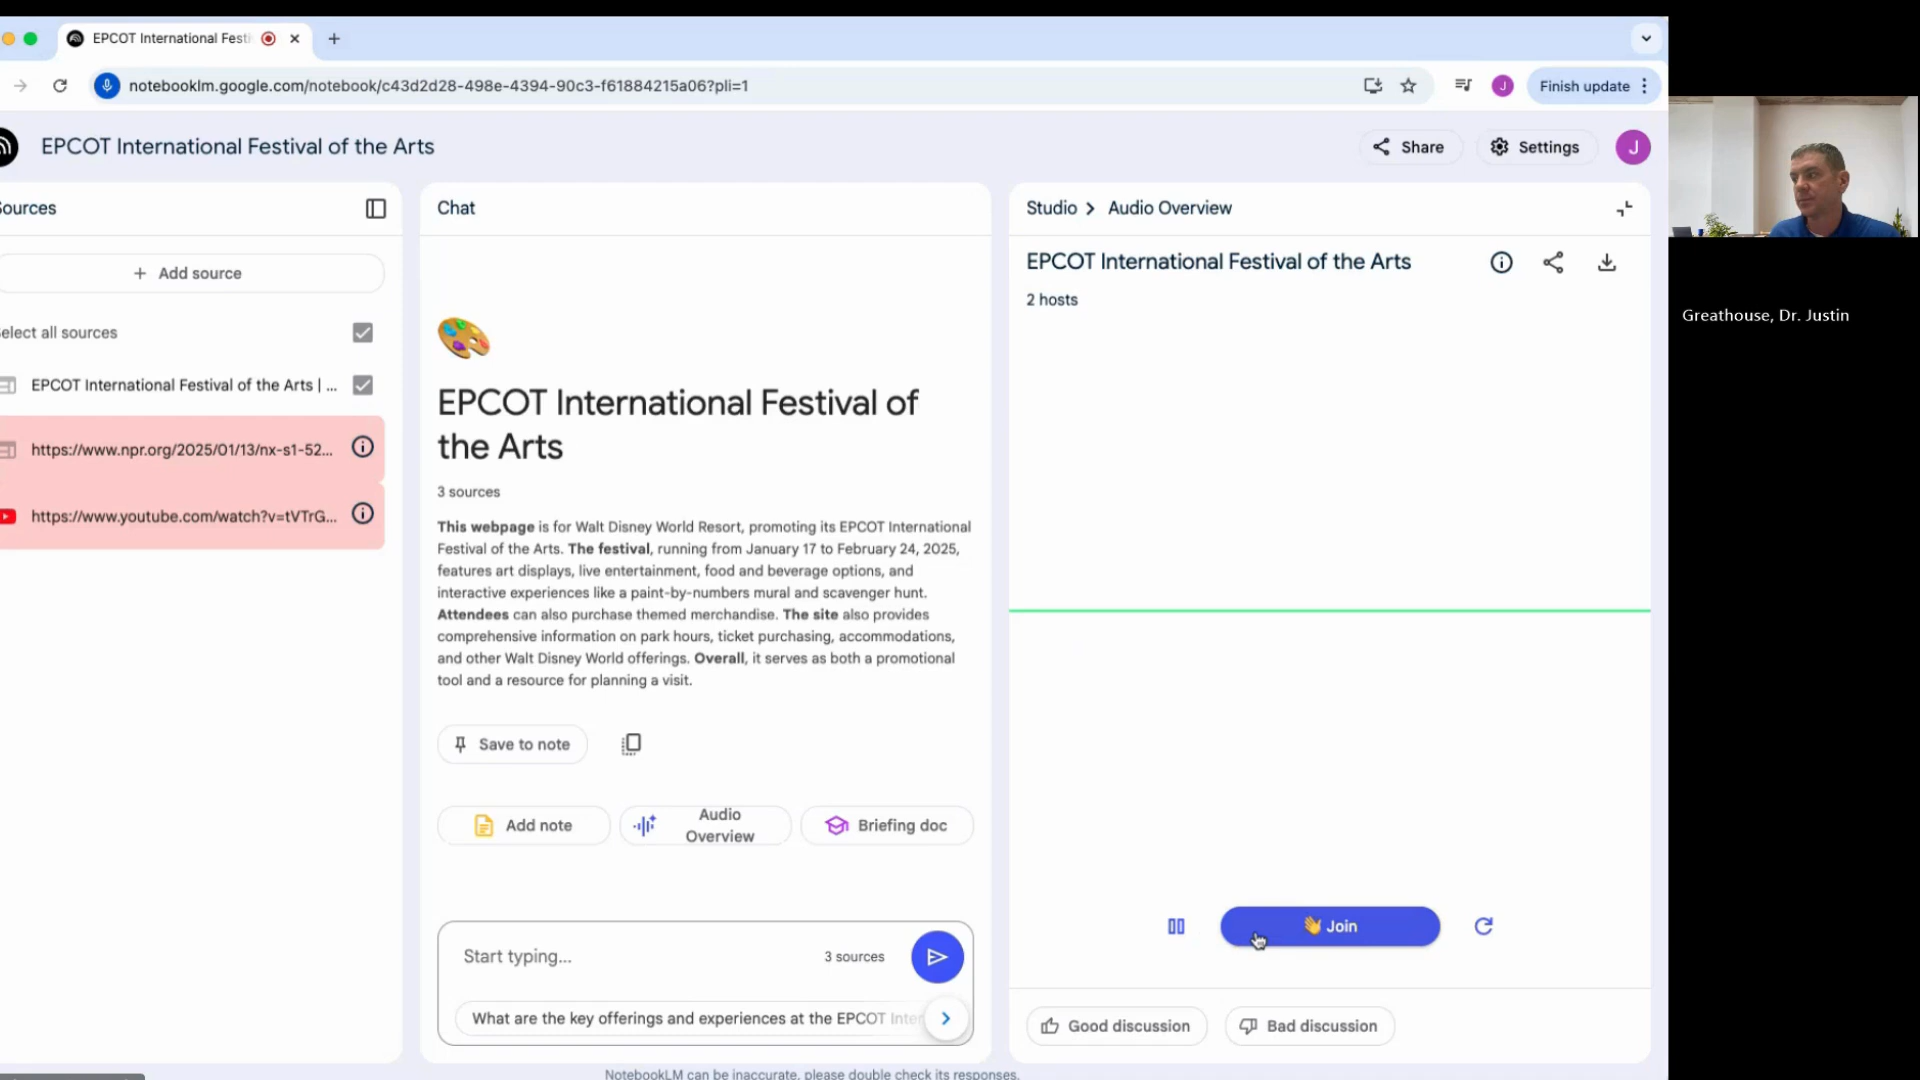 EPCOT International Festi
notebooklm.google.com/notebook/c43d2d28-498e-4394-90c3-f61884215a06?pli=1
J
Finish update
EPCOT International Festival of the Arts
Share
Settings
J
Sources
Add source
Select all sources
EPCOT International Festival of the Arts | ...
https://www.npr.org/2025/01/13/nx-s1-52...
https://www.youtube.com/watch?v=tVTrG...
Chat
EPCOT International Festival of
the Arts
3 sources
This webpage is for Walt Disney World Resort, promoting its EPCOT International
Festival of the Arts. The festival, running from January 17 to February 24, 2025,
features art displays, live entertainment, food and beverage options, and
interactive experiences like a paint-by-numbers mural and scavenger hunt.
Attendees can also purchase themed merchandise. The site also provides
comprehensive information on park hours, ticket purchasing, accommodations,
and other Walt Disney World offerings. Overall, it serves as both a promotional
tool and a resource for planning a visit.
Save to note
Add note
Audio
Overview
Briefing doc
Start typing...
3 sources
What are the key offerings and experiences at the EPCOT Inter
Studio > Audio Overview
EPCOT International Festival of the Arts
2 hosts
👋 Join
Good discussion
Bad discussion
NotebookLM can be inaccurate, please double check its responses.
Greathouse, Dr. Justin